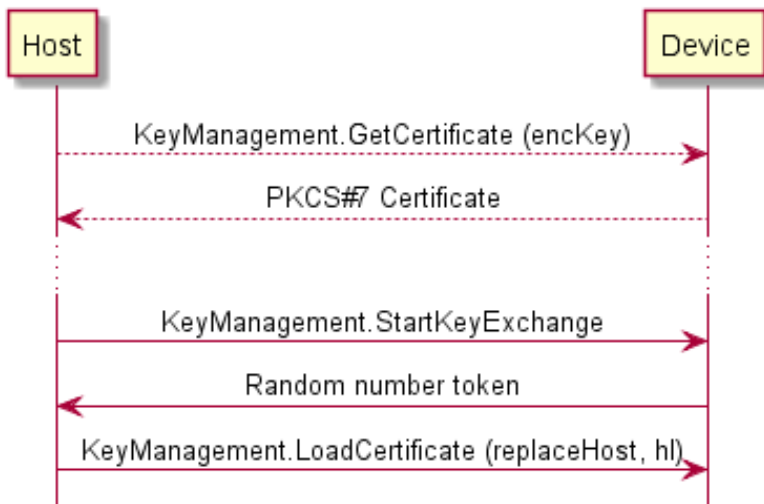 Host Device
KeyManagement.GetCertificate (encKey)
PKCS#7 Certificate
KeyManagement.StartKeyExchange
Random number token
KeyManagement.LoadCertificate (replaceHost, hl)